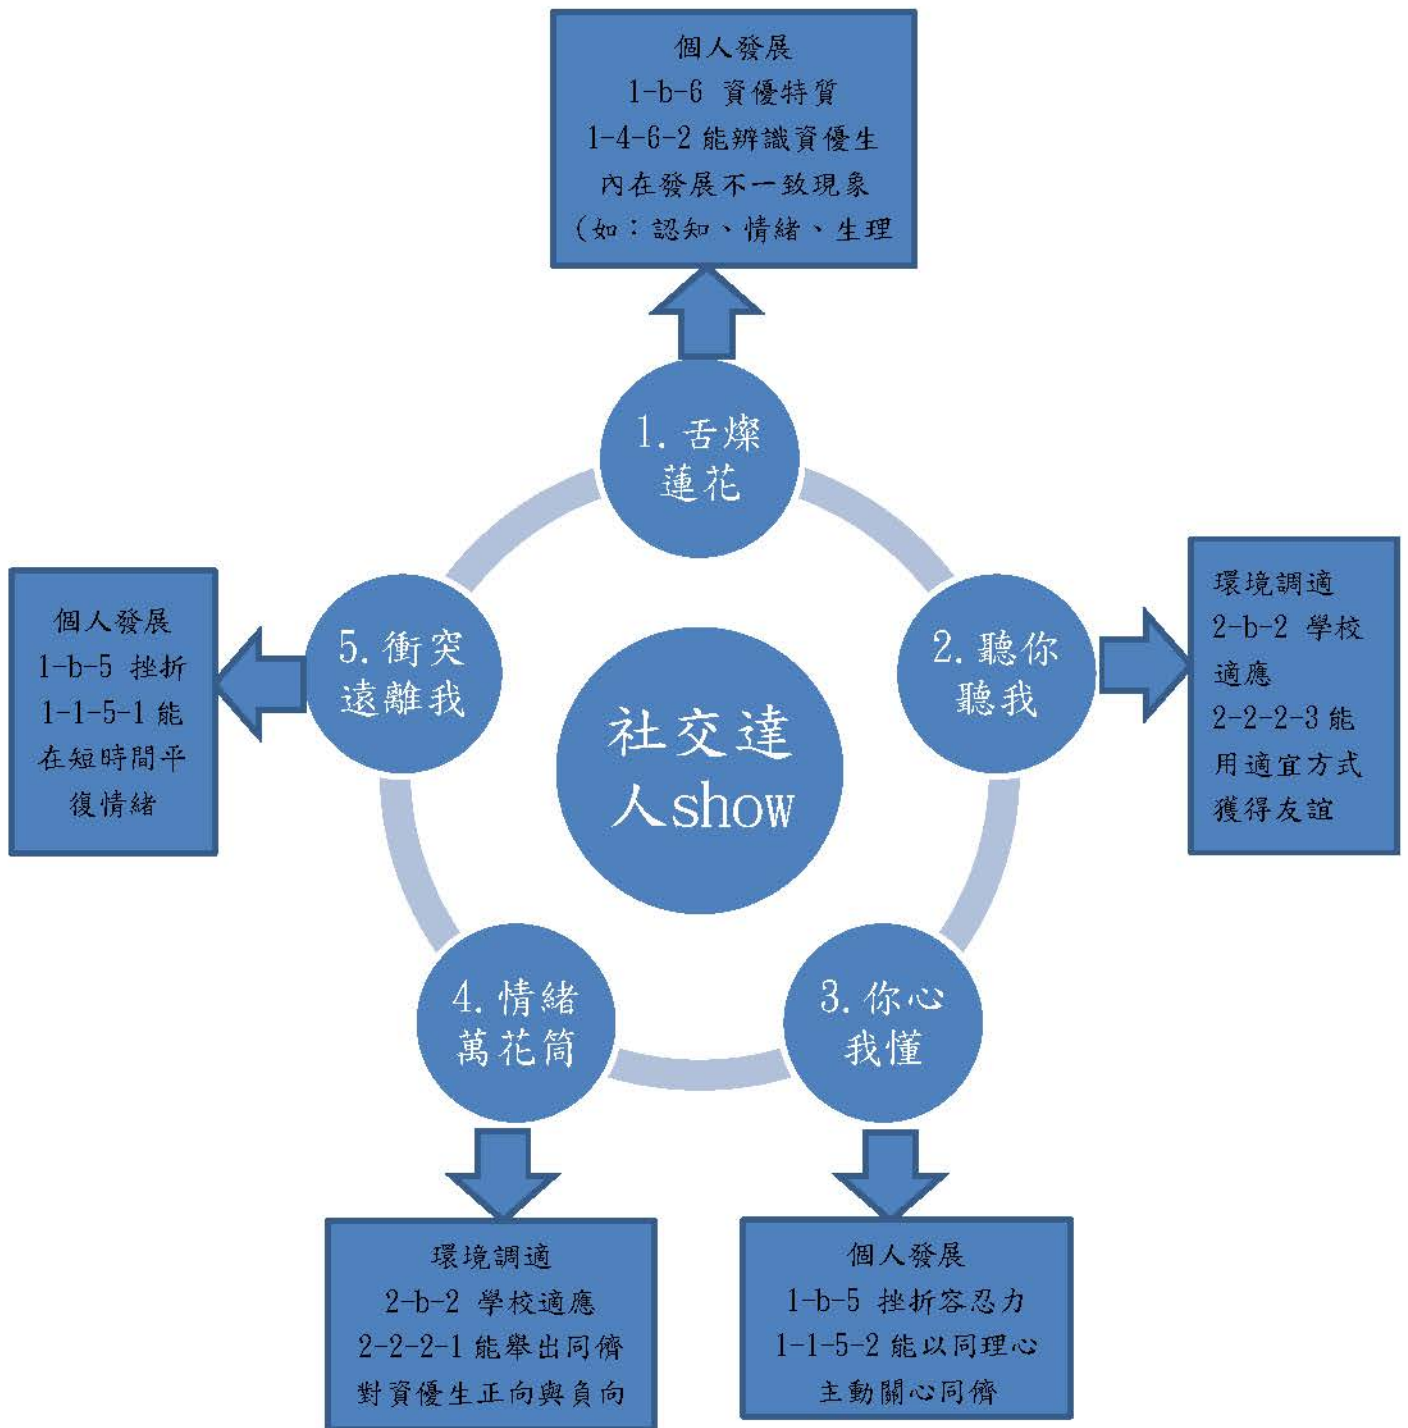 個人發展
1-b-6 資優特質
1-4-6-2 能辨識資優生
內在發展不一致現象
(如：認知、情緒、生理
1. 舌燦
蓮花
2. 聽你
聽我
環境調適
2-b-2 學校
適應
2-2-2-3 能
用適宜方式
獲得友誼
3. 你心
我懂
個人發展
1-b-5 挫折容忍力
1-1-5-2 能以同理心
主動關心同儕
4. 情緒
萬花筒
環境調適
2-b-2 學校適應
2-2-2-1 能舉出同儕
對資優生正向與負向
5. 衝突
遠離我
個人發展
1-b-5 挫折
1-1-5-1 能
在短時間平
復情緒
社交達
人show